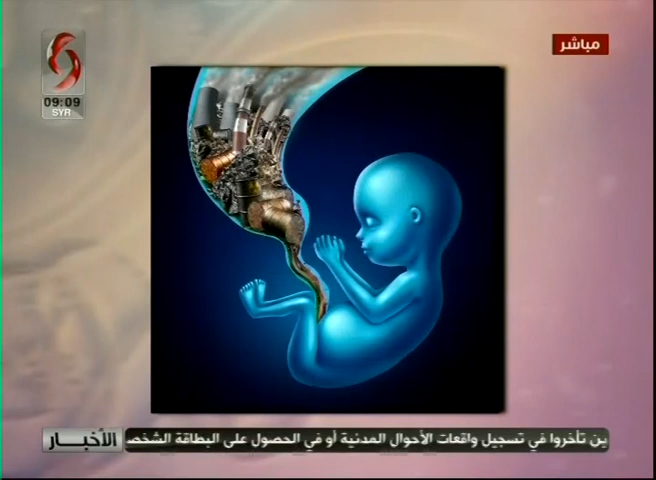 مباشر
09:09
SYR
الأخبار
ين تأخروا في تسجيل واقعات الأحوال المدنية أو في الحصول على البطاقة الشخص